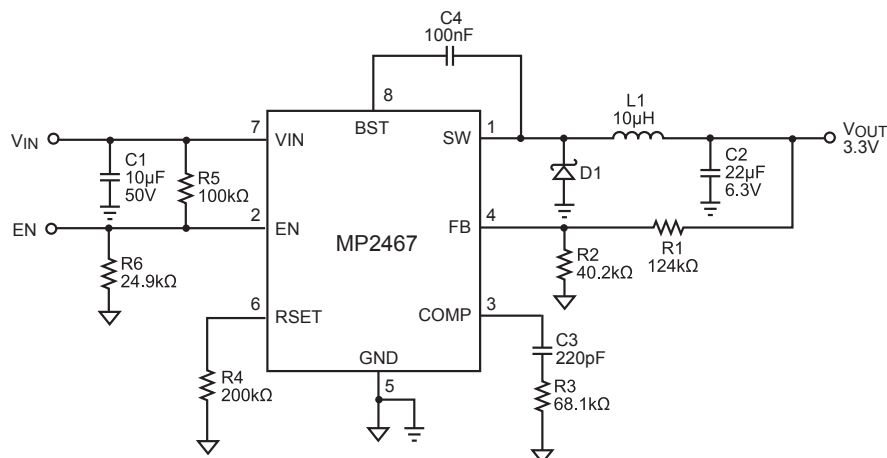 C4
100nF
8
BST
L1
10µH
VIN
7
VIN
SW
1
VOUT
3.3V
C1
10µF
50V
R5
100kΩ
D1
C2
22µF
6.3V
EN
2
EN
MP2467
FB
4
R2
40.2kΩ
R1
124kΩ
R6
24.9kΩ
6
RSET
COMP
3
C3
220pF
GND
5
R4
200kΩ
R3
68.1kΩ